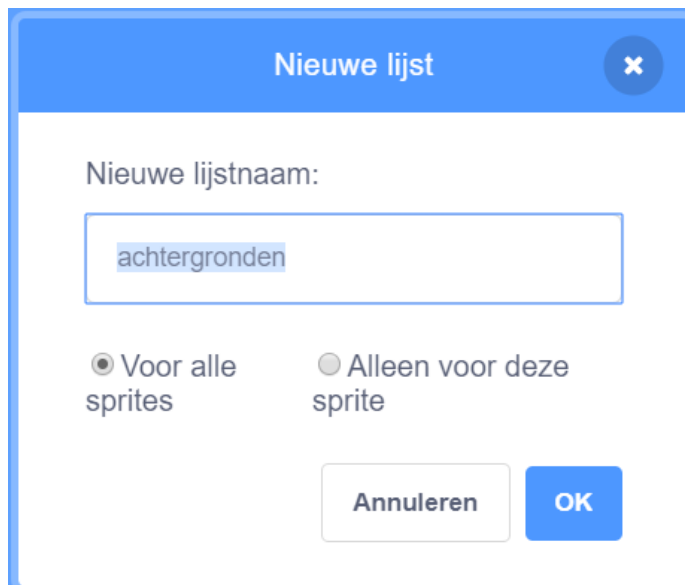 Nieuwe lijst
Nieuwe lijstnaam:
achtergronden
Voor alle sprites
Alleen voor deze sprite
Annuleren
OK